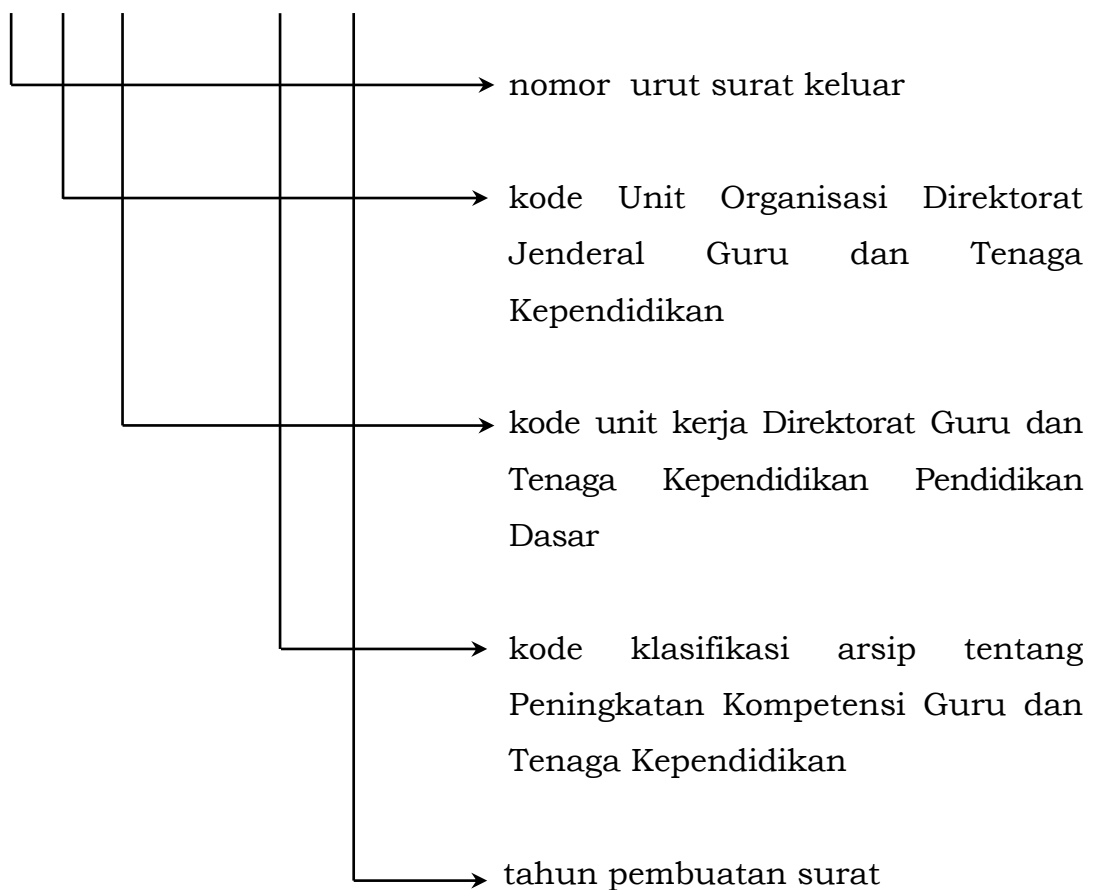 nomor urut surat keluar
kode Unit Organisasi Direktorat
Jenderal Guru dan Tenaga
Kependidikan
kode unit kerja Direktorat Guru dan
Tenaga Kependidikan Pendidikan
Dasar
kode klasifikasi arsip tentang
Peningkatan Kompetensi Guru dan
Tenaga Kependidikan
tahun pembuatan surat